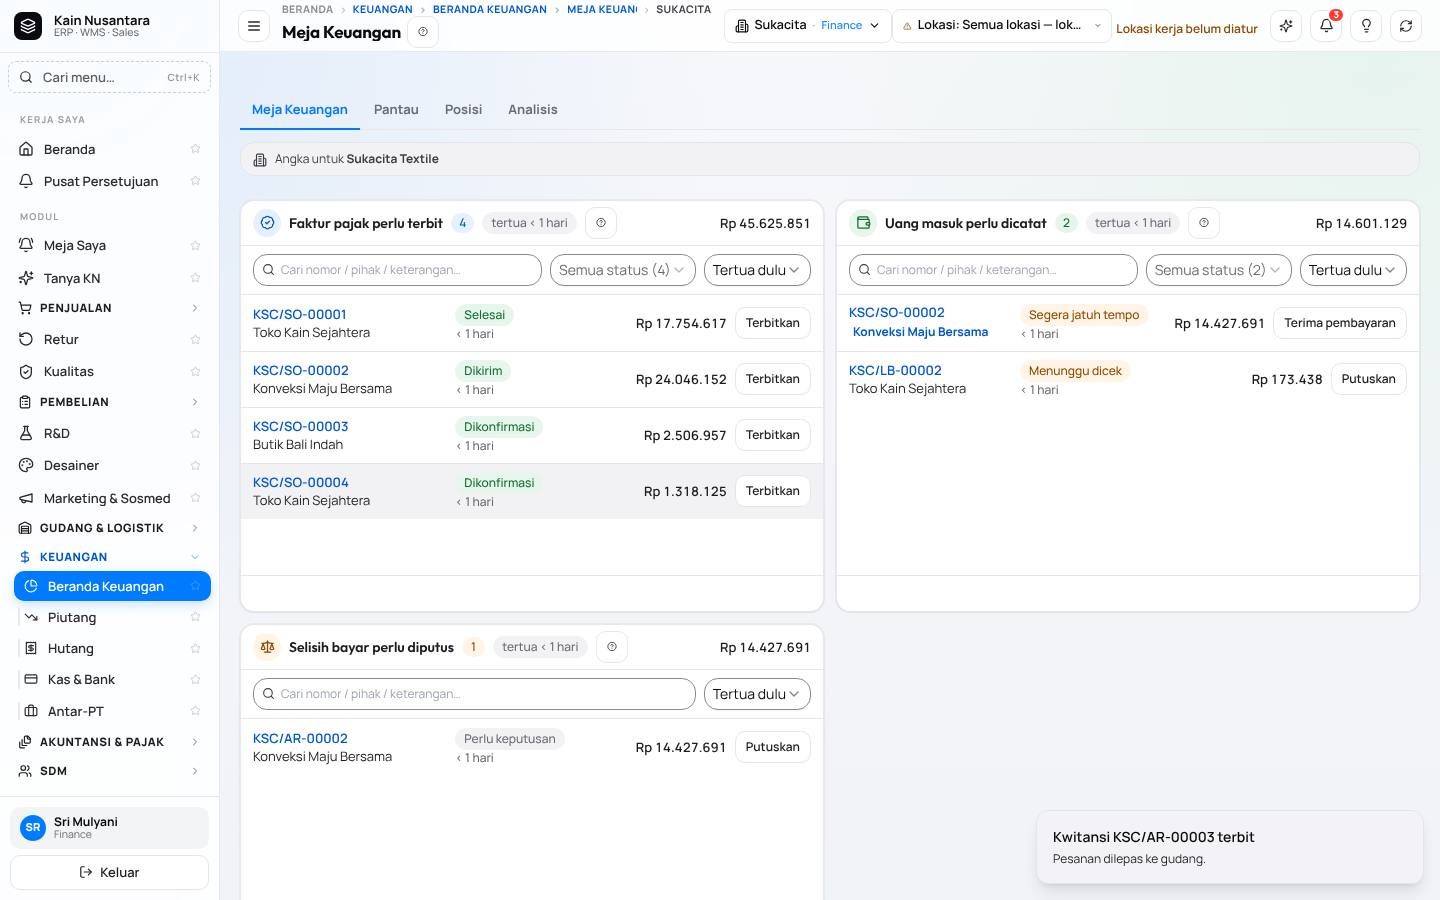 Kain Nusantara
ERP · WMS · Sales
Cari menu...
Ctrl+K
KERJA SAYA
Beranda
Pusat Persetujuan
MODUL
Meja Saya
Tanya KN
PENJUALAN
Retur
Kualitas
PEMBELIAN
R&D
Desainer
Marketing & Sosmed
GUDANG & LOGISTIK
KEUANGAN
Beranda Keuangan
Piutang
Hutang
Kas & Bank
Antar-PT
AKUNTANSI & PAJAK
SDM
SR
Sri Mulyani
Finance
Keluar
BERANDA > KEUANGAN > BERANDA KEUANGAN > MEJA KEUAN > SUKACITA
Meja Keuangan
Sukacita · Finance
Lokasi: Semua lokasi — lok...
Lokasi kerja belum diatur
3
Meja Keuangan Pantau Posisi Analisis
Angka untuk Sukacita Textile
Faktur pajak perlu terbit 4 tertua < 1 hari Rp 45.625.851
Cari nomor / pihak / keterangan... Semua status (4) Tertua dulu
KSC/SO-00001 Selesai Rp 17.754.617 Terbitkan
Toko Kain Sejahtera < 1 hari
KSC/SO-00002 Dikirim Rp 24.046.152 Terbitkan
Konveksi Maju Bersama < 1 hari
KSC/SO-00003 Dikonfirmasi Rp 2.506.957 Terbitkan
Butik Bali Indah < 1 hari
KSC/SO-00004 Dikonfirmasi Rp 1.318.125 Terbitkan
Toko Kain Sejahtera < 1 hari
Uang masuk perlu dicatat 2 tertua < 1 hari Rp 14.601.129
Cari nomor / pihak / keterangan... Semua status (2) Tertua dulu
KSC/SO-00002 Segera jatuh tempo Rp 14.427.691 Terima pembayaran
Konveksi Maju Bersama < 1 hari
KSC/LB-00002 Menunggu dicek Rp 173.438 Putuskan
Toko Kain Sejahtera < 1 hari
Selisih bayar perlu diputus 1 tertua < 1 hari Rp 14.427.691
Cari nomor / pihak / keterangan... Tertua dulu
KSC/AR-00002 Perlu keputusan Rp 14.427.691 Putuskan
Konveksi Maju Bersama < 1 hari
Kwitansi KSC/AR-00003 terbit
Pesanan dilepas ke gudang.